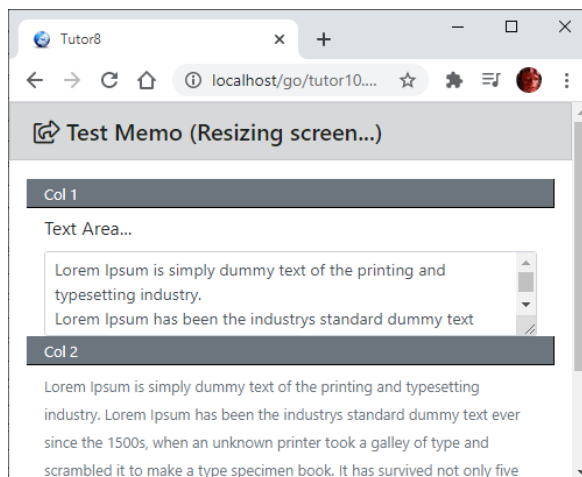 Tutor8
localhost/go/tutor10....
Test Memo (Resizing screen...)
Col 1
Text Area...
Lorem Ipsum is simply dummy text of the printing and
typesetting industry.
Lorem Ipsum has been the industrys standard dummy text
Col 2
Lorem Ipsum is simply dummy text of the printing and typesetting
industry. Lorem Ipsum has been the industrys standard dummy text ever
since the 1500s, when an unknown printer took a galley of type and
scrambled it to make a type specimen book. It has survived not only five